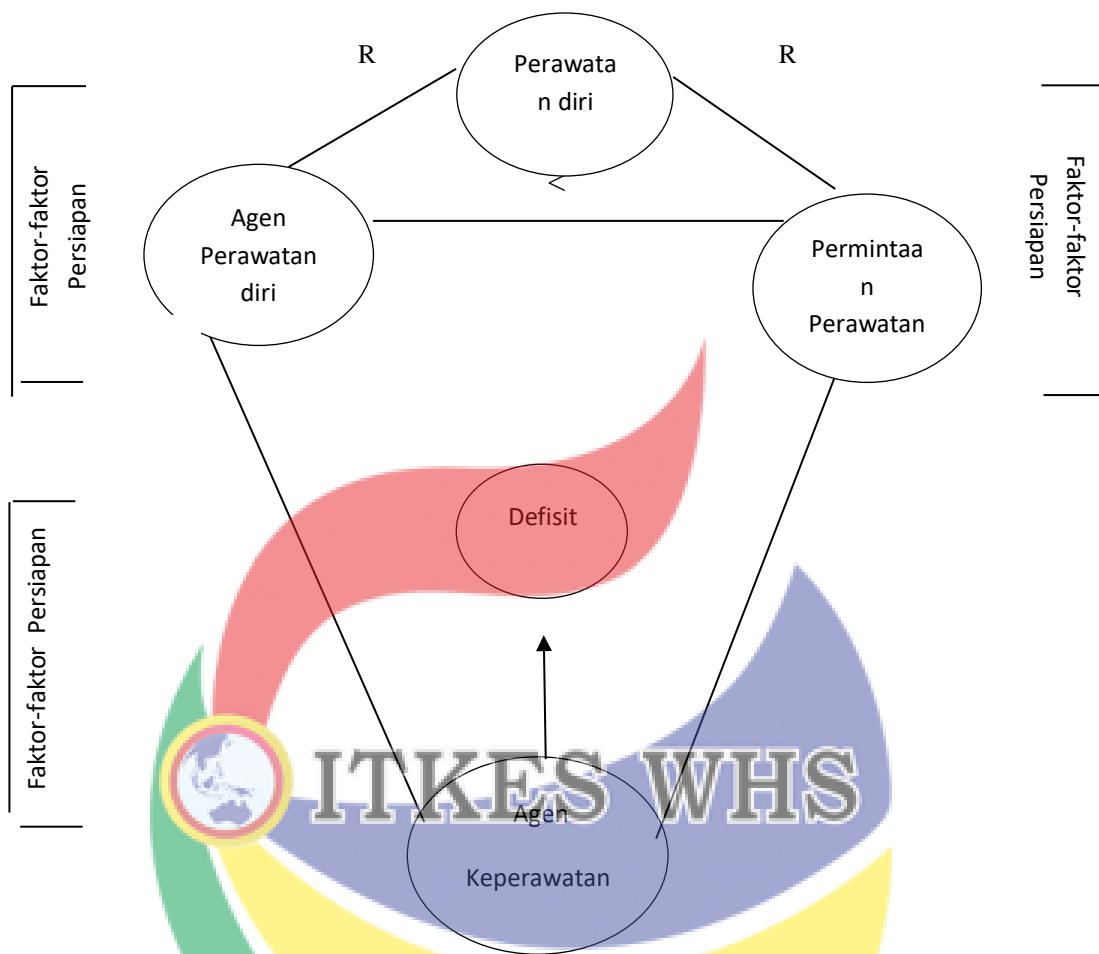 R
Perawata
n diri
R
Faktor-faktor
Persiapan
Agen
Perawatan
diri
<
Permintaa
n
Perawatan
Faktor-faktor
Persiapan
Defisit
Faktor-faktor Persiapan
ITKES WHS
Agen
Keperawatan